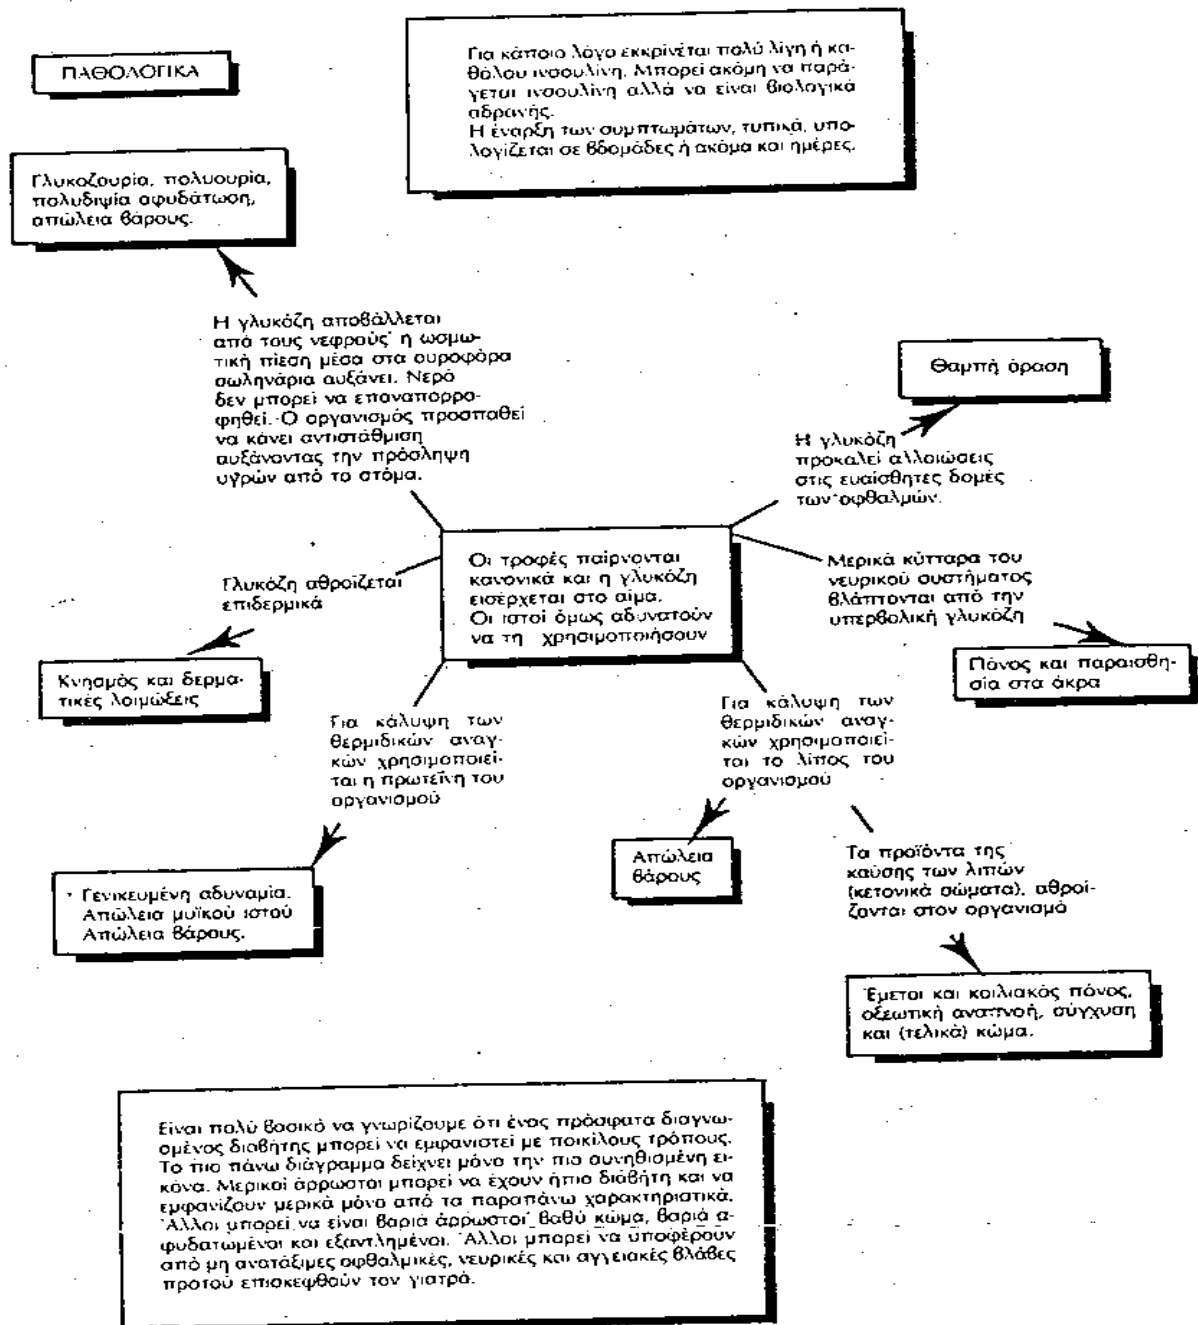 ΠΑΘΟΛΟΓΙΚΑ
Για κάποιο λόγο εκκρίνεται πολύ λίγη ή κα-
θόλου ινσουλίνη. Μπορεί ακόμη να παρά-
γεται ινσουλίνη αλλά να είναι βιολογικά
αδρανής.
Η έναρξη των συμπτωμάτων, τυπικά, υπο-
λογίζεται σε βδομάδες ή ακόμα και ημέρες.
Γλυκοζουρία, πολυουρία,
πολυδιψία αφυδάτωση,
απώλεια βάρους.
Η γλυκόζη αποβάλλεται
από τους νεφρούς· η ωσμω-
τική πίεση μέσα στα ουροφόρα
σωληνάρια αυξάνει. Νερό
δεν μπορεί να επαναπορρο-
φηθεί. Ο οργανισμός προσπαθεί
να κάνει αντιστάθμιση
αυξάνοντας την πρόσληψη
υγρών από το στόμα.
Θαμπή όραση
Η γλυκόζη
προκαλεί αλλοιώσεις
στις ευαίσθητες δομές
των οφθαλμών.
Οι τροφές παίρνονται
κανονικά και η γλυκόζη
εισέρχεται στο αίμα.
Οι ιστοί όμως αδυνατούν
να τη χρησιμοποιήσουν
Γλυκόζη αθροίζεται
επιδερμικά
Μερικά κύτταρα του
νευρικού συστήματος
βλάπτονται από την
υπερβολική γλυκόζη
Κνησμός και δερμα-
τικές λοιμώξεις
Πόνος και παραισθη-
σία στα άκρα
Για κάλυψη των
θερμιδικών αναγ-
κών χρησιμοποιεί-
ται η πρωτεΐνη του
οργανισμού
Για κάλυψη των
θερμιδικών αναγ-
κών χρησιμοποιεί-
ται το λίπος του
οργανισμού
Γενικευμένη αδυναμία.
Απώλεια μυϊκού ιστού
Απώλεια βάρους.
Απώλεια
βάρους
Τα προϊόντα της
καύσης των λιπών
(κετονικά σώματα), αθροί-
ζονται στον οργανισμό
Έμετοι και κοιλιακός πόνος,
οξεωτική αναπνοή, σύγχυση
και (τελικά) κώμα.
Είναι πολύ βασικό να γνωρίζουμε ότι ένας πρόσφατα διαγνω-
σμένος διαβήτης μπορεί να εμφανιστεί με ποικίλους τρόπους.
Το πιο πάνω διάγραμμα δείχνει μόνο την πιο συνηθισμένη ει-
κόνα. Μερικοί άρρωστοι μπορεί να έχουν ήπιο διαβήτη και να
εμφανίζουν μερικά μόνο από τα παραπάνω χαρακτηριστικά.
Άλλοι μπορεί να είναι βαριά άρρωστοι· βαθύ κώμα, βαριά α-
φυδατωμένοι και εξαντλημένοι. Άλλοι μπορεί να υποφέρουν
από μη ανατάξιμες οφθαλμικές, νευρικές και αγγειακές βλάβες
προτού επισκεφθούν τον γιατρό.